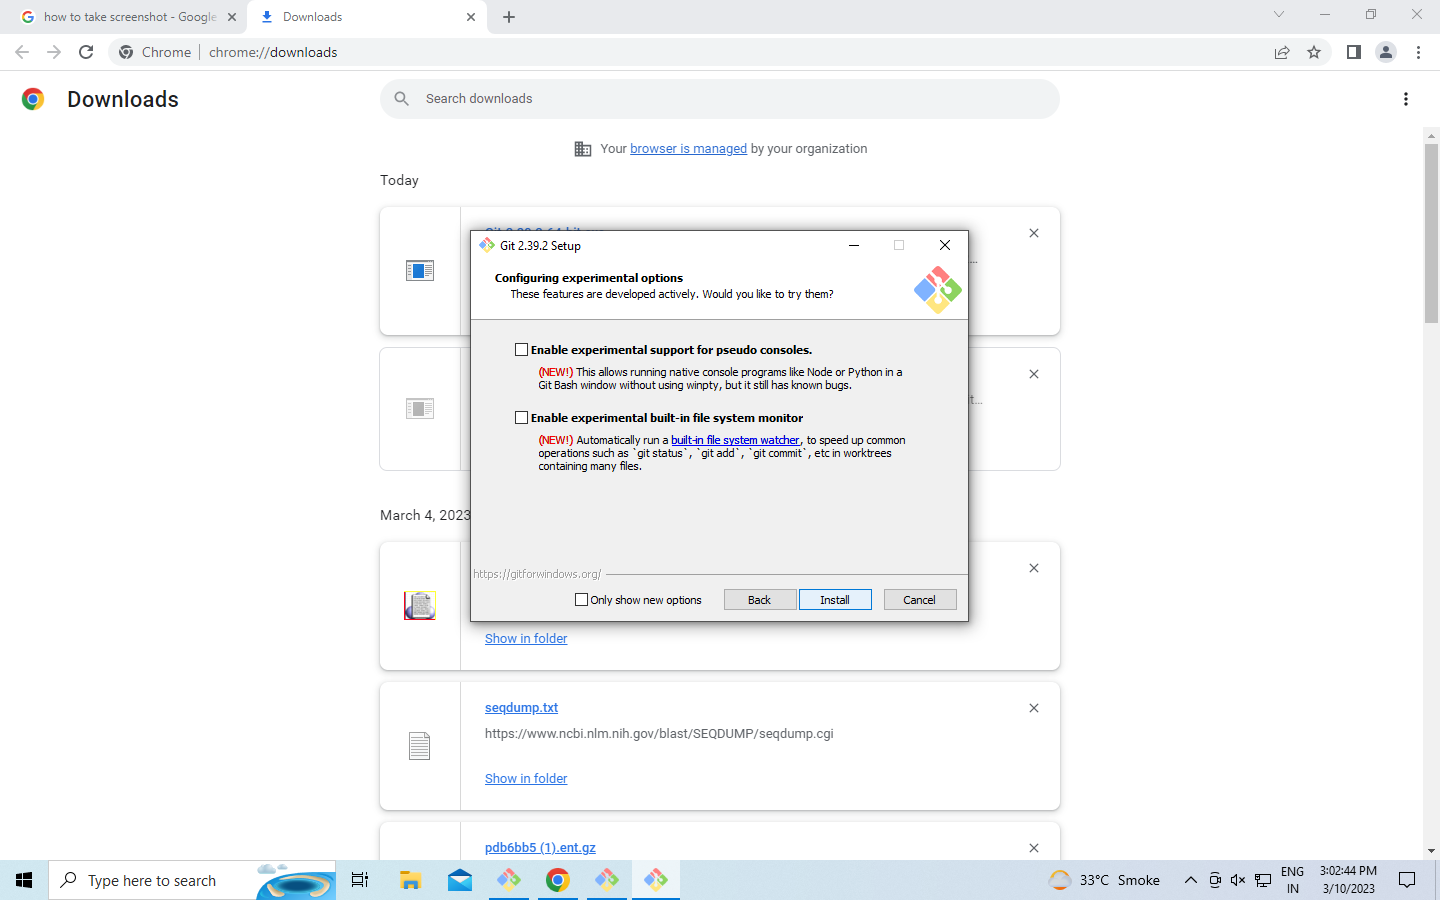 how to take screenshot - Google
Downloads
Chrome
chrome://downloads
Downloads
Search downloads
Your browser is managed by your organization
Today
Git 2.39.2 Setup
Configuring experimental options
These features are developed actively. Would you like to try them?
Enable experimental support for pseudo consoles.
(NEW!) This allows running native console programs like Node or Python in a
Git Bash window without using winpty, but it still has known bugs.
Enable experimental built-in file system monitor
(NEW!) Automatically run a built-in file system watcher, to speed up common
operations such as `git status`, `git add`, `git commit`, etc in worktrees
containing many files.
https://gitforwindows.org/
Only show new options
Back
Install
Cancel
March 4, 2023
Show in folder
seqdump.txt
https://www.ncbi.nlm.nih.gov/blast/SEQDUMP/seqdump.cgi
Show in folder
pdb6bb5 (1).ent.gz
Type here to search
33°C Smoke
ENG
IN
3:02:44 PM
3/10/2023